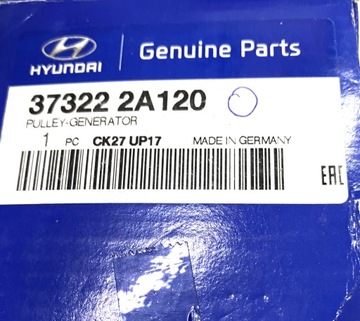 HYUNDAI
Genuine Parts
37322 2A120
PULLEY-GENERATOR
1 PC CK27 UP17 MADE IN GERMANY
EAC